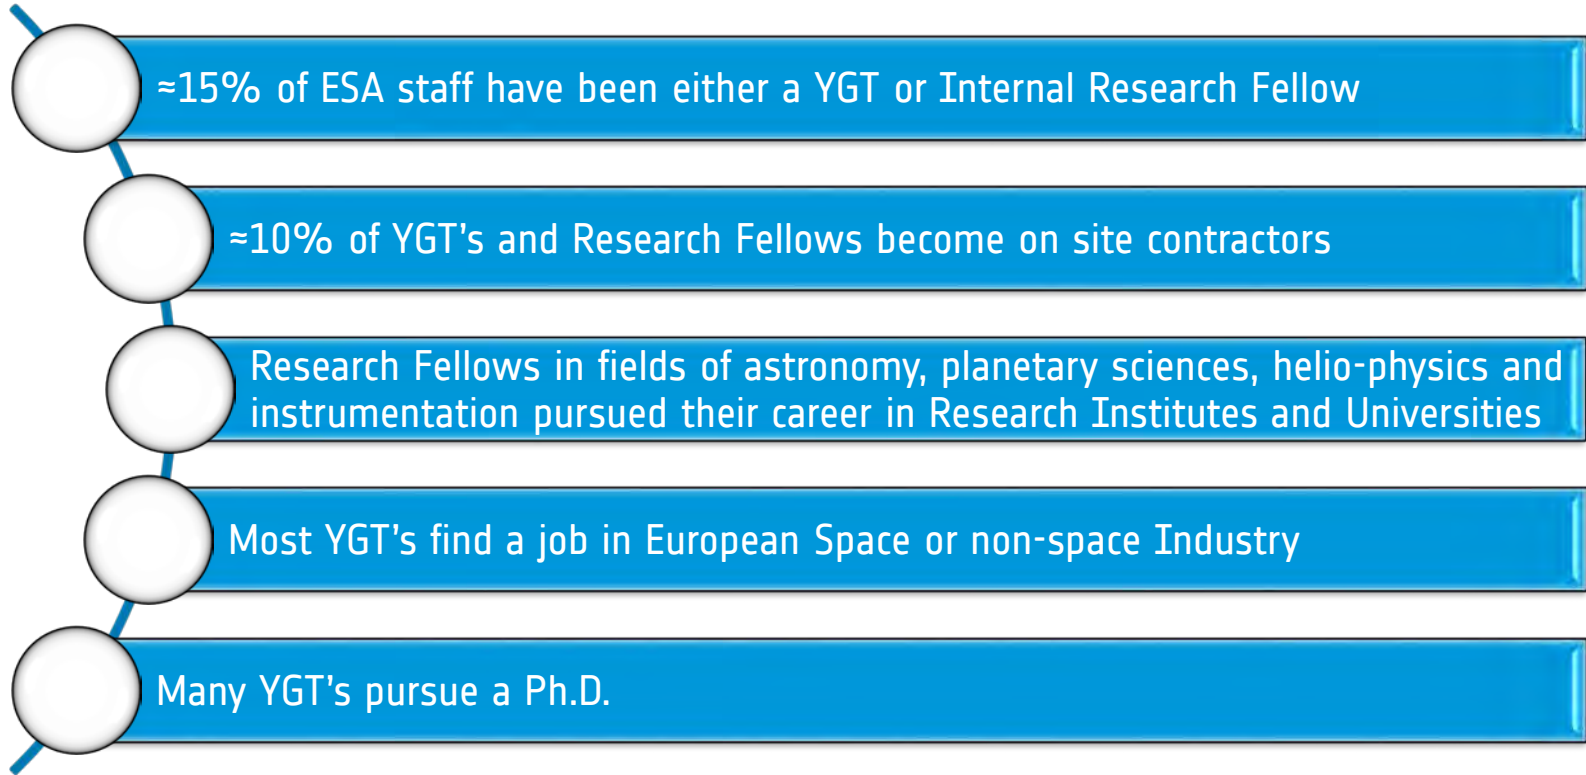 ≈15% of ESA staff have been either a YGT or Internal Research Fellow
≈10% of YGT’s and Research Fellows become on site contractors
Research Fellows in fields of astronomy, planetary sciences, helio-physics and
instrumentation pursued their career in Research Institutes and Universities
Most YGT’s find a job in European Space or non-space Industry
Many YGT’s pursue a Ph.D.